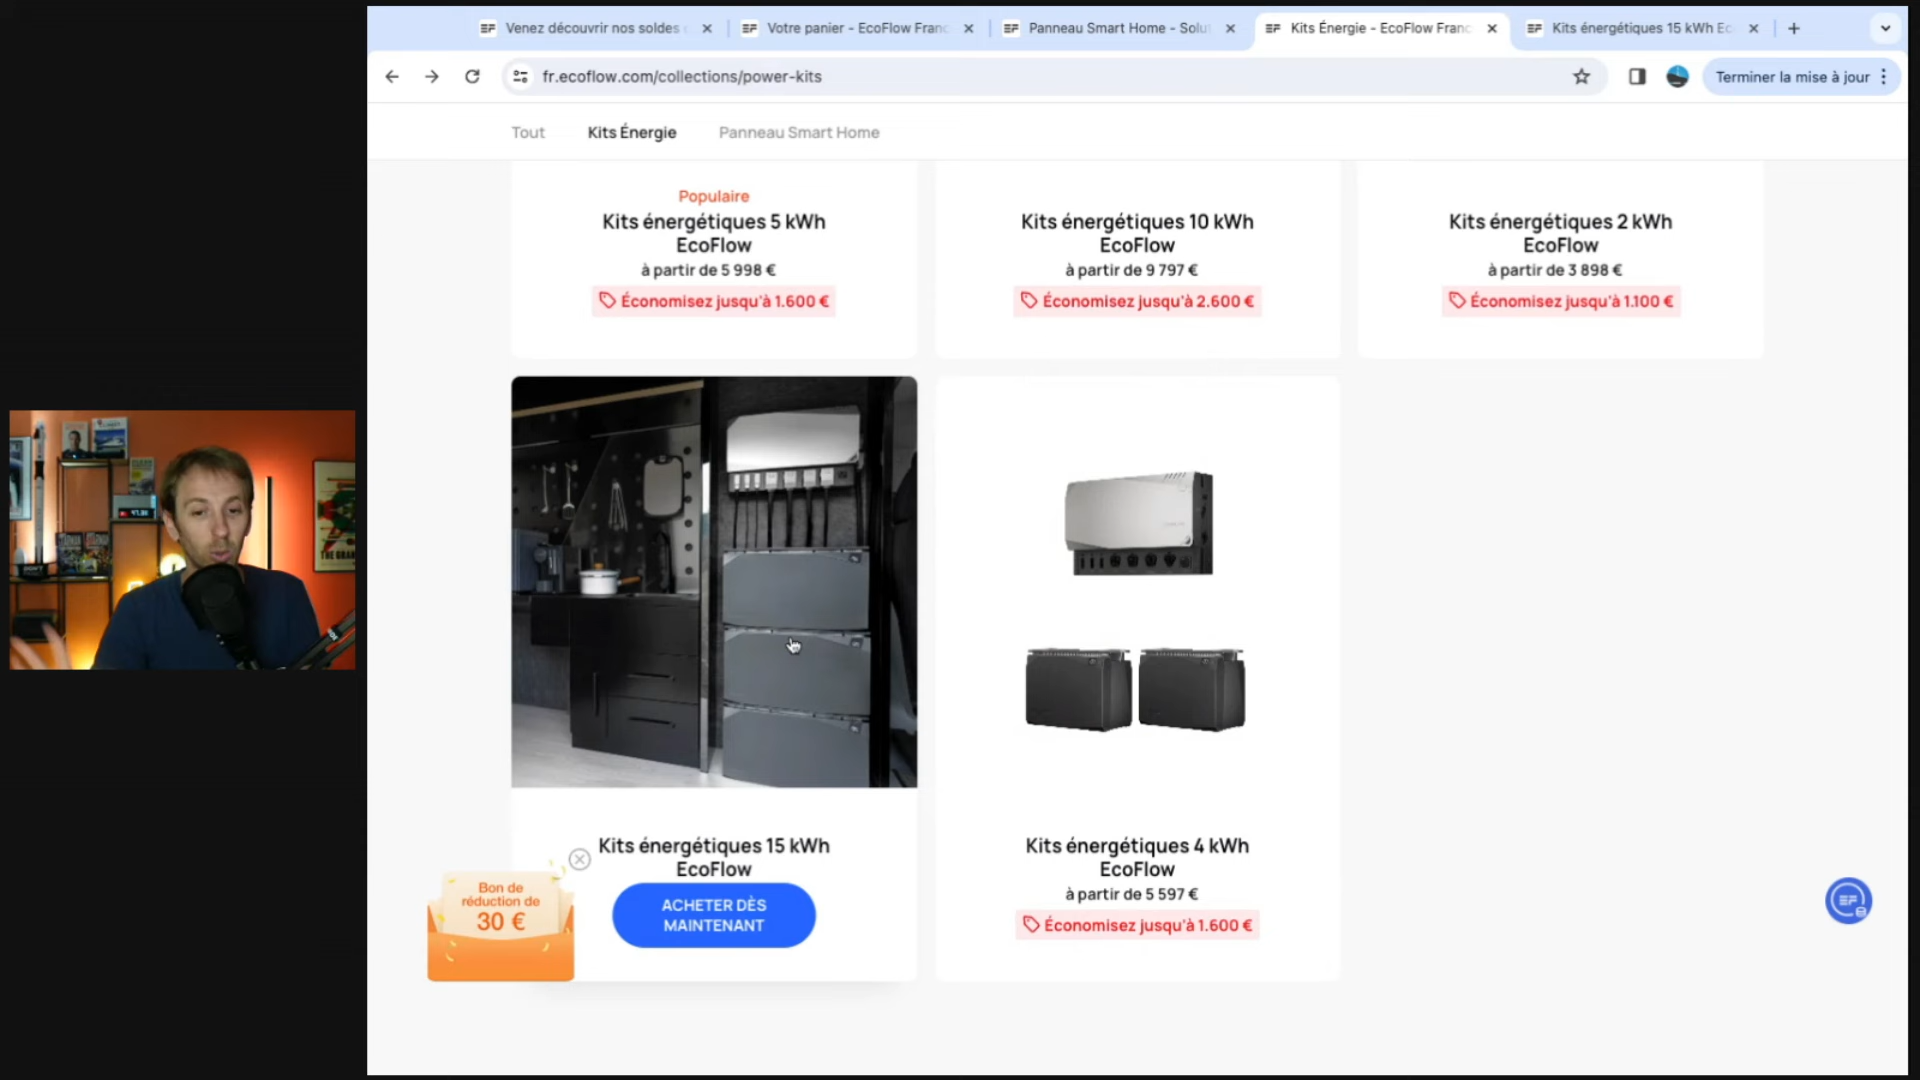 Venez découvrir nos soldes
Votre panier - EcoFlow Franc
Panneau Smart Home - Solut
Kits Énergie - EcoFlow Franc
Kits énergétiques 15 kWh Ec
fr.ecoflow.com/collections/power-kits
Terminer la mise à jour
Tout
Kits Énergie
Panneau Smart Home
Populaire
Kits énergétiques 5 kWh
EcoFlow
à partir de 5 998 €
Économisez jusqu'à 1.600 €
Kits énergétiques 10 kWh
EcoFlow
à partir de 9 797 €
Économisez jusqu'à 2.600 €
Kits énergétiques 2 kWh
EcoFlow
à partir de 3 898 €
Économisez jusqu'à 1.100 €
Kits énergétiques 15 kWh
EcoFlow
ACHETER DÈS
MAINTENANT
Bon de
réduction de
30 €
Kits énergétiques 4 kWh
EcoFlow
à partir de 5 597 €
Économisez jusqu'à 1.600 €
THE GRAN